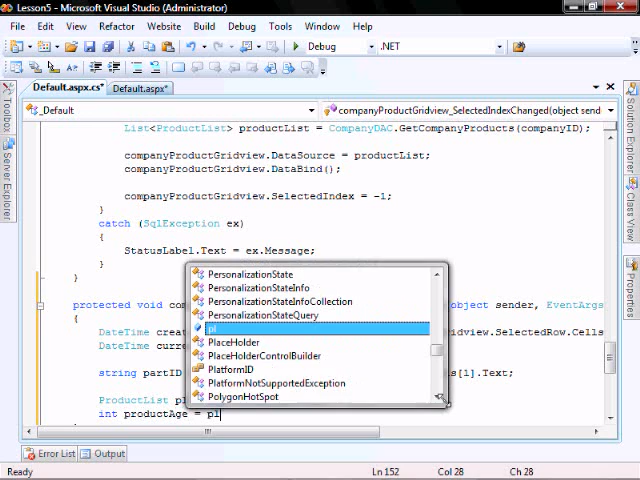 Lesson5 - Microsoft Visual Studio (Administrator)
File Edit View Refactor Website Build Debug Tools Test Window Help
Debug .NET
Default.aspx.cs* Default.aspx*
_Default companyProductGridview_SelectedIndexChanged(object send
List<ProductList> productList = CompanyDAC.GetCompanyProducts(companyID);
companyProductGridview.DataSource = productList;
companyProductGridview.DataBind();
companyProductGridview.SelectedIndex = -1;
}
catch (SqlException ex)
{
StatusLabel.Text = ex.Message;
}
}
protected void com (object sender, EventArgs
{
DateTime creat ridview.SelectedRow.Cells
DateTime curre
string partID s[1].Text;
ProductList pl
int productAge = pl
PersonalizationState
PersonalizationStateInfo
PersonalizationStateInfoCollection
PersonalizationStateQuery
pl
PlaceHolder
PlaceHolderControlBuilder
PlatformID
PlatformNotSupportedException
PolygonHotSpot
Toolbox
Server Explorer
Solution Explorer
Class View
Properties
Error List Output
Ready Ln 152 Col 28 Ch 28